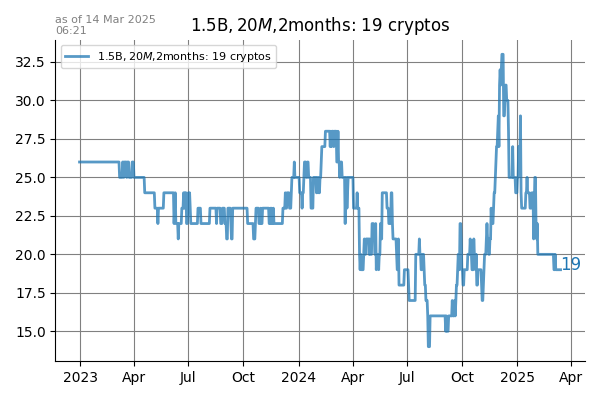 as of 14 Mar 2025
06:21
1.5B, 20M,2months: 19 cryptos
1.5B, 20M,2months: 19 cryptos
32.5
30.0
27.5
25.0
22.5
20.0
19
17.5
15.0
2023 Apr Jul Oct 2024 Apr Jul Oct 2025 Apr